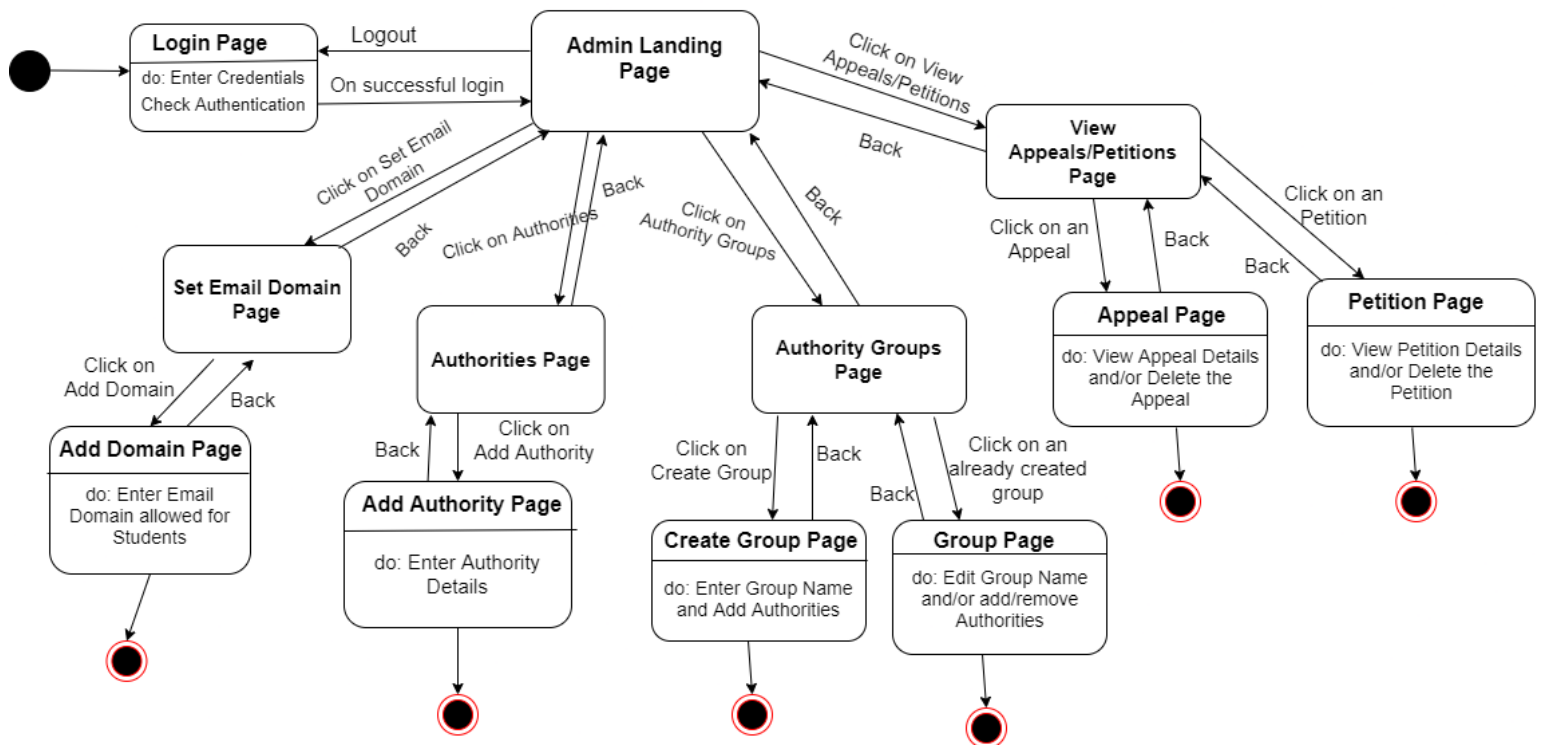 Login Page
do: Enter Credentials
Check Authentication
Logout
On successful login
Admin Landing
Page
Click on View
Appeals/Petitions
Back
View
Appeals/Petitions
Page
Click on Set Email
Domain
Back
Click on Authorities
Back
Click on
Authority Groups
Back
Click on an
Appeal
Back
Click on an
Petition
Back
Set Email Domain
Page
Authorities Page
Authority Groups
Page
Appeal Page
do: View Appeal Details
and/or Delete the
Appeal
Petition Page
do: View Petition Details
and/or Delete the
Petition
Click on
Add Domain
Back
Back
Click on
Add Authority
Click on
Create Group
Back
Back
Click on an
already created
group
Add Domain Page
do: Enter Email
Domain allowed for
Students
Add Authority Page
do: Enter Authority
Details
Create Group Page
do: Enter Group Name
and Add Authorities
Group Page
do: Edit Group Name
and/or add/remove
Authorities